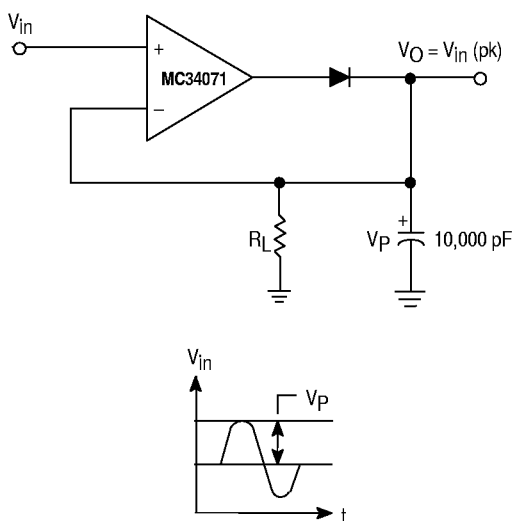 Vin
+
MC34071
–
VO = Vin (pk)
RL
+
VP
10,000 pF
Vin
VP
t